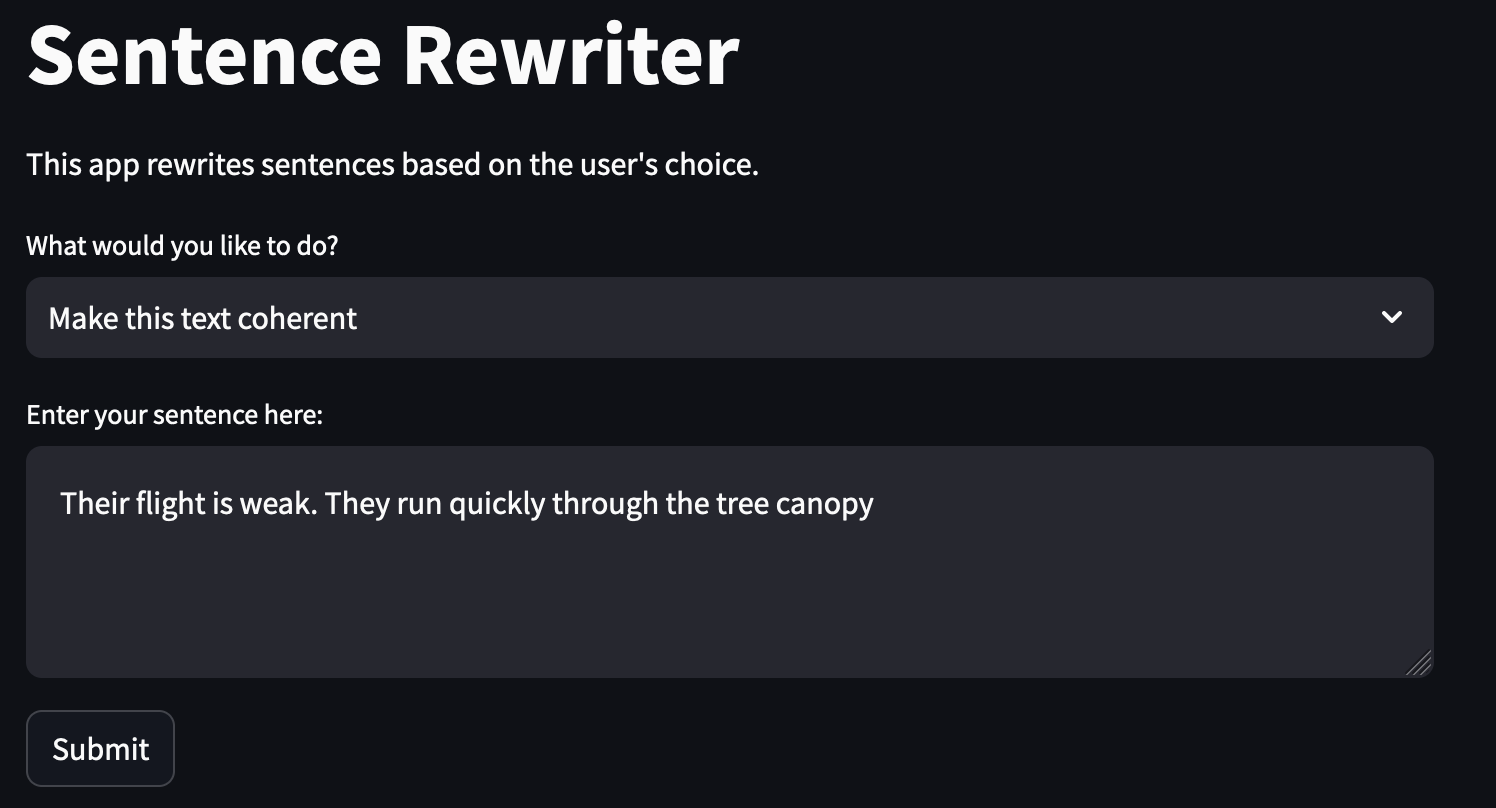 Sentence Rewriter
This app rewrites sentences based on the user's choice.
What would you like to do?
Make this text coherent
Enter your sentence here:
Their flight is weak. They run quickly through the tree canopy
Submit